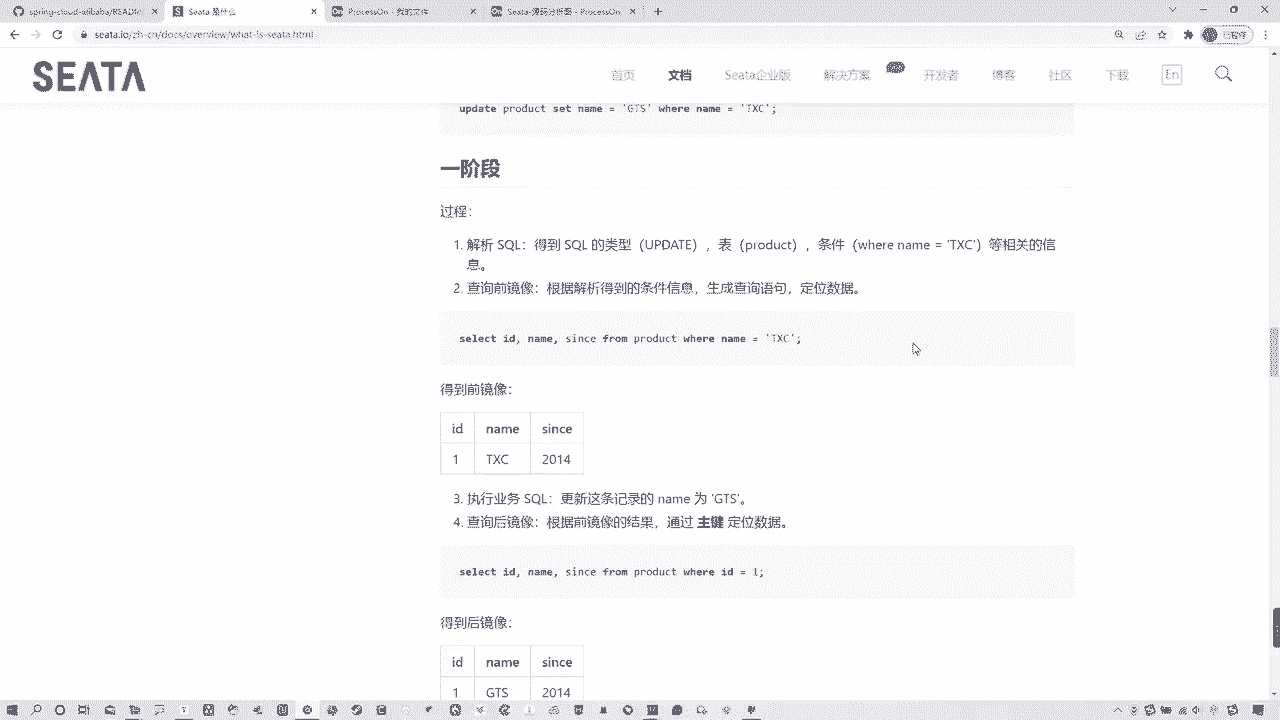 spring-cloud-alibaba/READM
Seata 是什么
ProcessOn - 我的文件
Seata-源码分析图 - ProcessOn
seata.io/zh-cn/docs/overview/what-is-seata.html
SEATA
首页
文档
Seata企业版
解决方案
开发者
博客
社区
下载
En
update product set name = 'GTS' where name = 'TXC';
一阶段
过程：
1. 解析 SQL：得到 SQL 的类型（UPDATE），表（product），条件（where name = 'TXC'）等相关的信
息。
2. 查询前镜像：根据解析得到的条件信息，生成查询语句，定位数据。
select id, name, since from product where name = 'TXC';
得到前镜像：
id name since
1 TXC 2014
3. 执行业务 SQL：更新这条记录的 name 为 'GTS'。
4. 查询后镜像：根据前镜像的结果，通过 主键 定位数据。
select id, name, since from product where id = 1;
得到后镜像：
id name since
1 GTS 2014